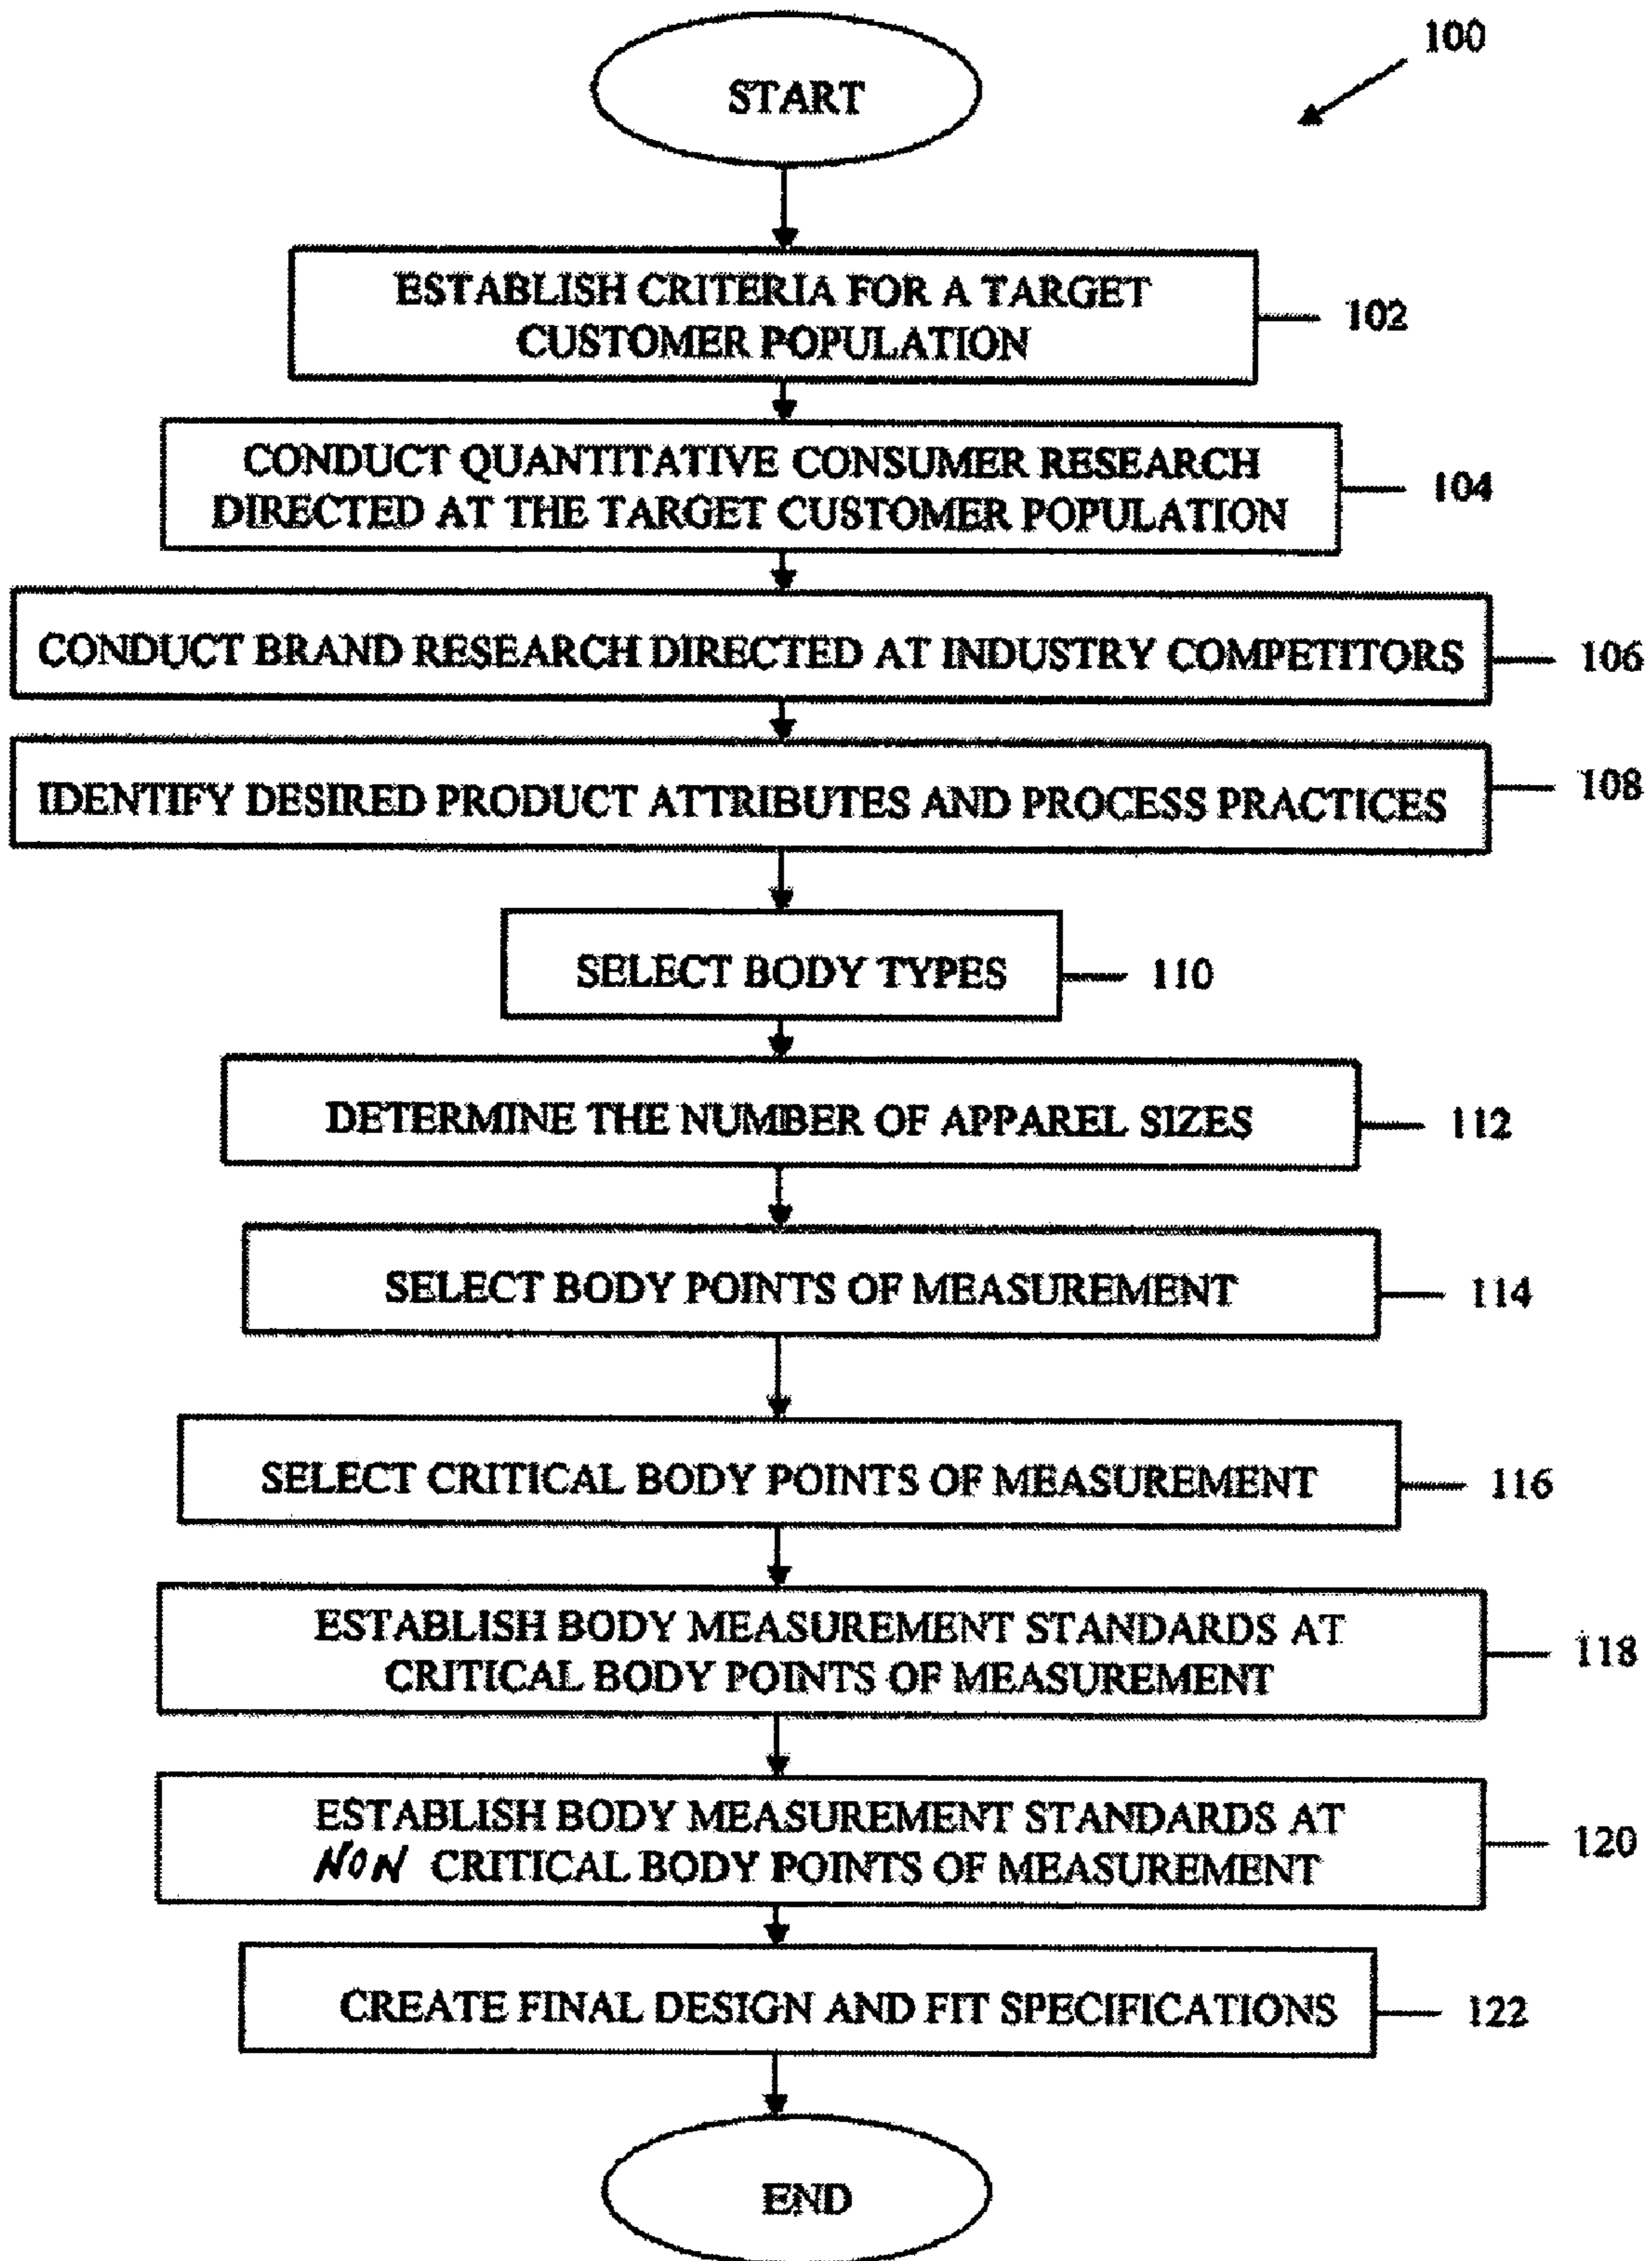 START
100
ESTABLISH CRITERIA FOR A TARGET
CUSTOMER POPULATION
102
CONDUCT QUANTITATIVE CONSUMER RESEARCH
DIRECTED AT THE TARGET CUSTOMER POPULATION
104
CONDUCT BRAND RESEARCH DIRECTED AT INDUSTRY COMPETITORS
106
IDENTIFY DESIRED PRODUCT ATTRIBUTES AND PROCESS PRACTICES
108
SELECT BODY TYPES
110
DETERMINE THE NUMBER OF APPAREL SIZES
112
SELECT BODY POINTS OF MEASUREMENT
114
SELECT CRITICAL BODY POINTS OF MEASUREMENT
116
ESTABLISH BODY MEASUREMENT STANDARDS AT
CRITICAL BODY POINTS OF MEASUREMENT
118
ESTABLISH BODY MEASUREMENT STANDARDS AT
NON CRITICAL BODY POINTS OF MEASUREMENT
120
CREATE FINAL DESIGN AND FIT SPECIFICATIONS
122
END